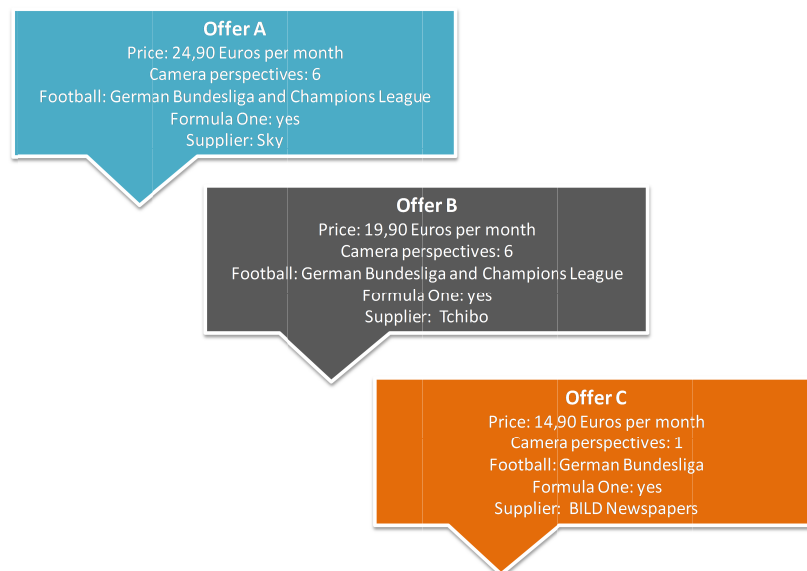 Offer A
Price: 24,90 Euros per month
Camera perspectives: 6
Football: German Bundesliga and Champions League
Formula One: yes
Supplier: Sky
Offer B
Price: 19,90 Euros per month
Camera perspectives: 6
Football: German Bundesliga and Champions League
Formula One: yes
Supplier: Tchibo
Offer C
Price: 14,90 Euros per month
Camera perspectives: 1
Football: German Bundesliga
Formula One: yes
Supplier: BILD Newspapers